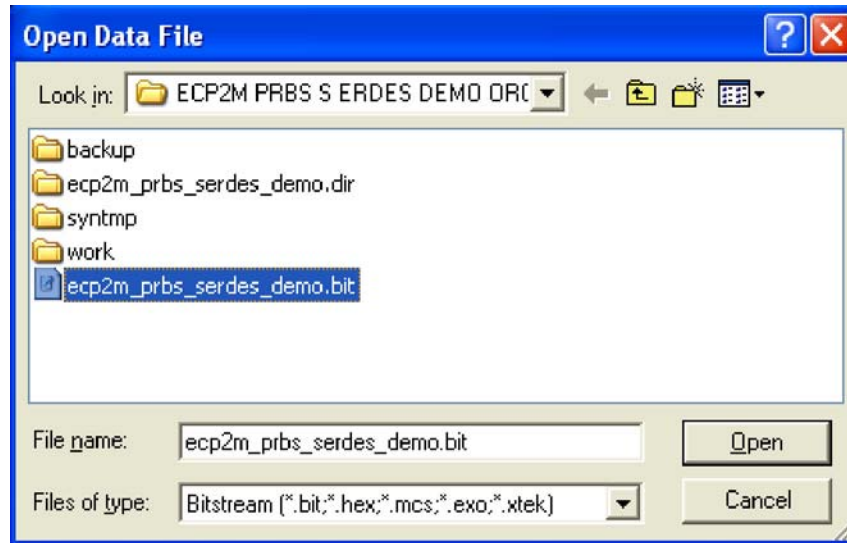 Open Data File
Look in: ECP2M PRBS S ERDES DEMO ORC
backup
ecp2m_prbs_serdes_demo.dir
syntmp
work
ecp2m_prbs_serdes_demo.bit
File name: ecp2m_prbs_serdes_demo.bit Open
Files of type: Bitstream (*.bit;*.hex;*.mcs;*.exo;*.xtek) Cancel